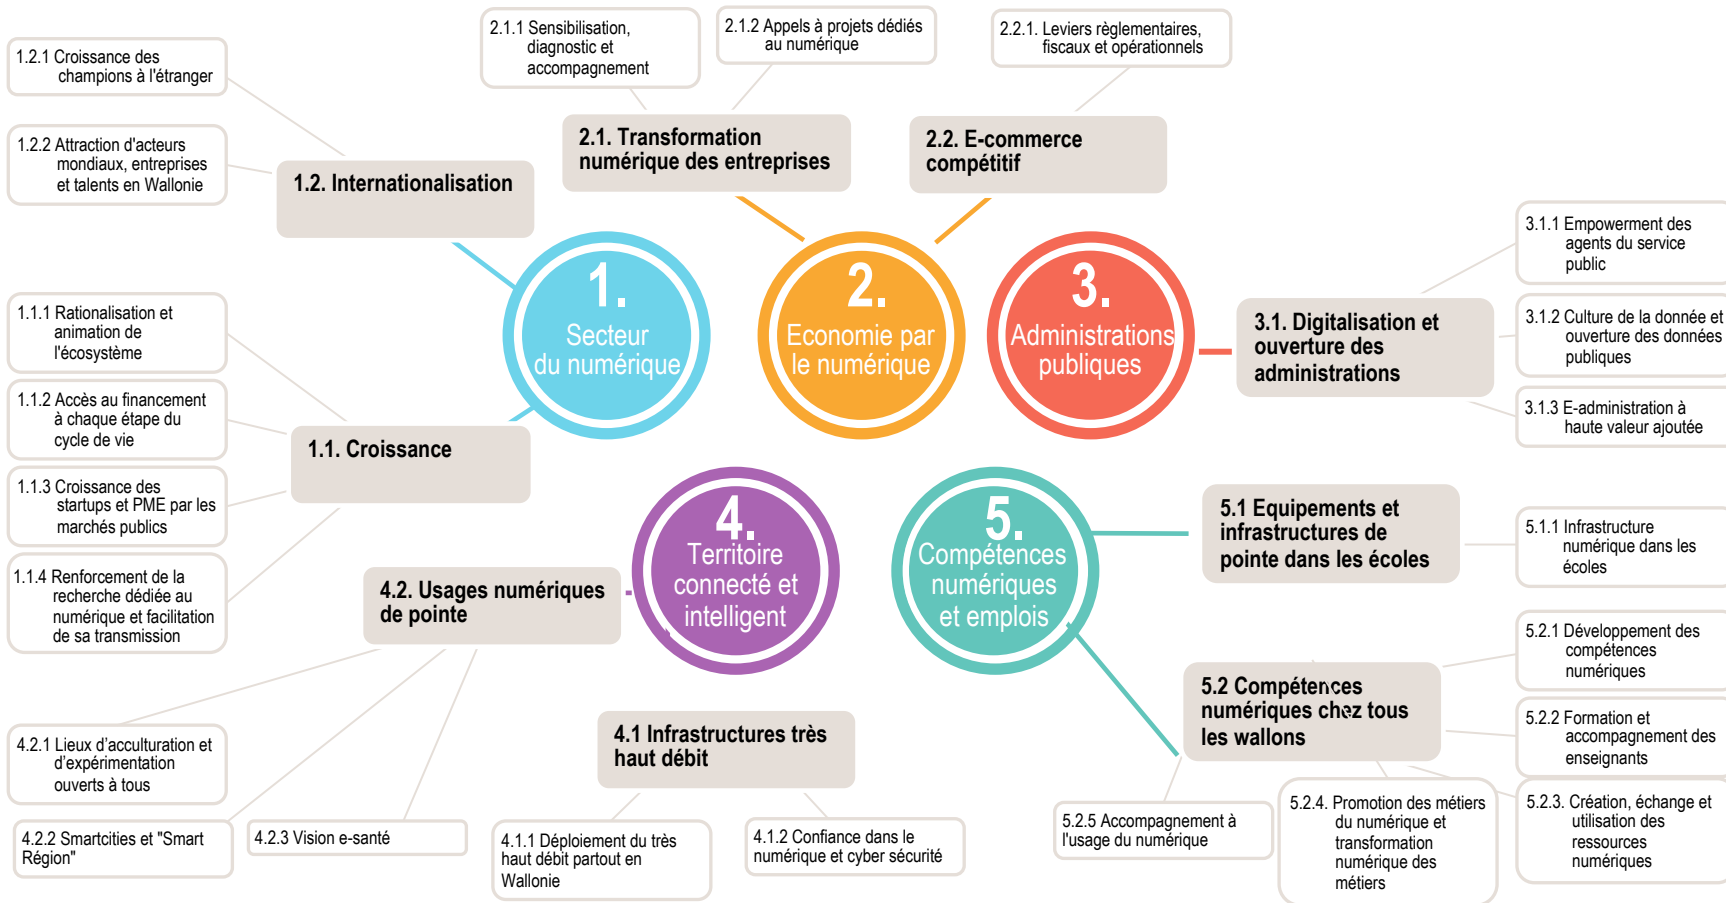 1.2.1 Croissance des
champions à l'étranger
1.2.2 Attraction d'acteurs
mondiaux, entreprises
et talents en Wallonie
1.2. Internationalisation
2.1.1 Sensibilisation,
diagnostic et
accompagnement
2.1.2 Appels à projets dédiés
au numérique
2.1. Transformation
numérique des entreprises
2.2.1. Leviers règlementaires,
fiscaux et opérationnels
2.2. E-commerce
compétitif
1.
Secteur
du numérique
2.
Economie par
le numérique
3.
Administrations
publiques
3.1. Digitalisation et
ouverture des
administrations
3.1.1 Empowerment des
agents du service
public
3.1.2 Culture de la donnée et
ouverture des données
publiques
3.1.3 E-administration à
haute valeur ajoutée
1.1.1 Rationalisation et
animation de
l'écosystème
1.1.2 Accès au financement
à chaque étape du
cycle de vie
1.1.3 Croissance des
startups et PME par les
marchés publics
1.1.4 Renforcement de la
recherche dédiée au
numérique et facilitation
de sa transmission
1.1. Croissance
4.
Territoire
connecté et
intelligent
5.
Compétences
numériques
et emplois
4.2. Usages numériques
de pointe
4.2.1 Lieux d'acculturation et
d'expérimentation
ouverts à tous
4.2.2 Smartcities et "Smart
Région"
4.2.3 Vision e-santé
4.1 Infrastructures très
haut débit
4.1.1 Déploiement du très
haut débit partout en
Wallonie
4.1.2 Confiance dans le
numérique et cyber sécurité
5.1 Equipements et
infrastructures de
pointe dans les écoles
5.1.1 Infrastructure
numérique dans les
écoles
5.2 Compétences
numériques chez tous
les wallons
5.2.1 Développement des
compétences
numériques
5.2.2 Formation et
accompagnement des
enseignants
5.2.3. Création, échange et
utilisation des
ressources
numériques
5.2.4. Promotion des métiers
du numérique et
transformation
numérique des
métiers
5.2.5 Accompagnement à
l'usage du numérique